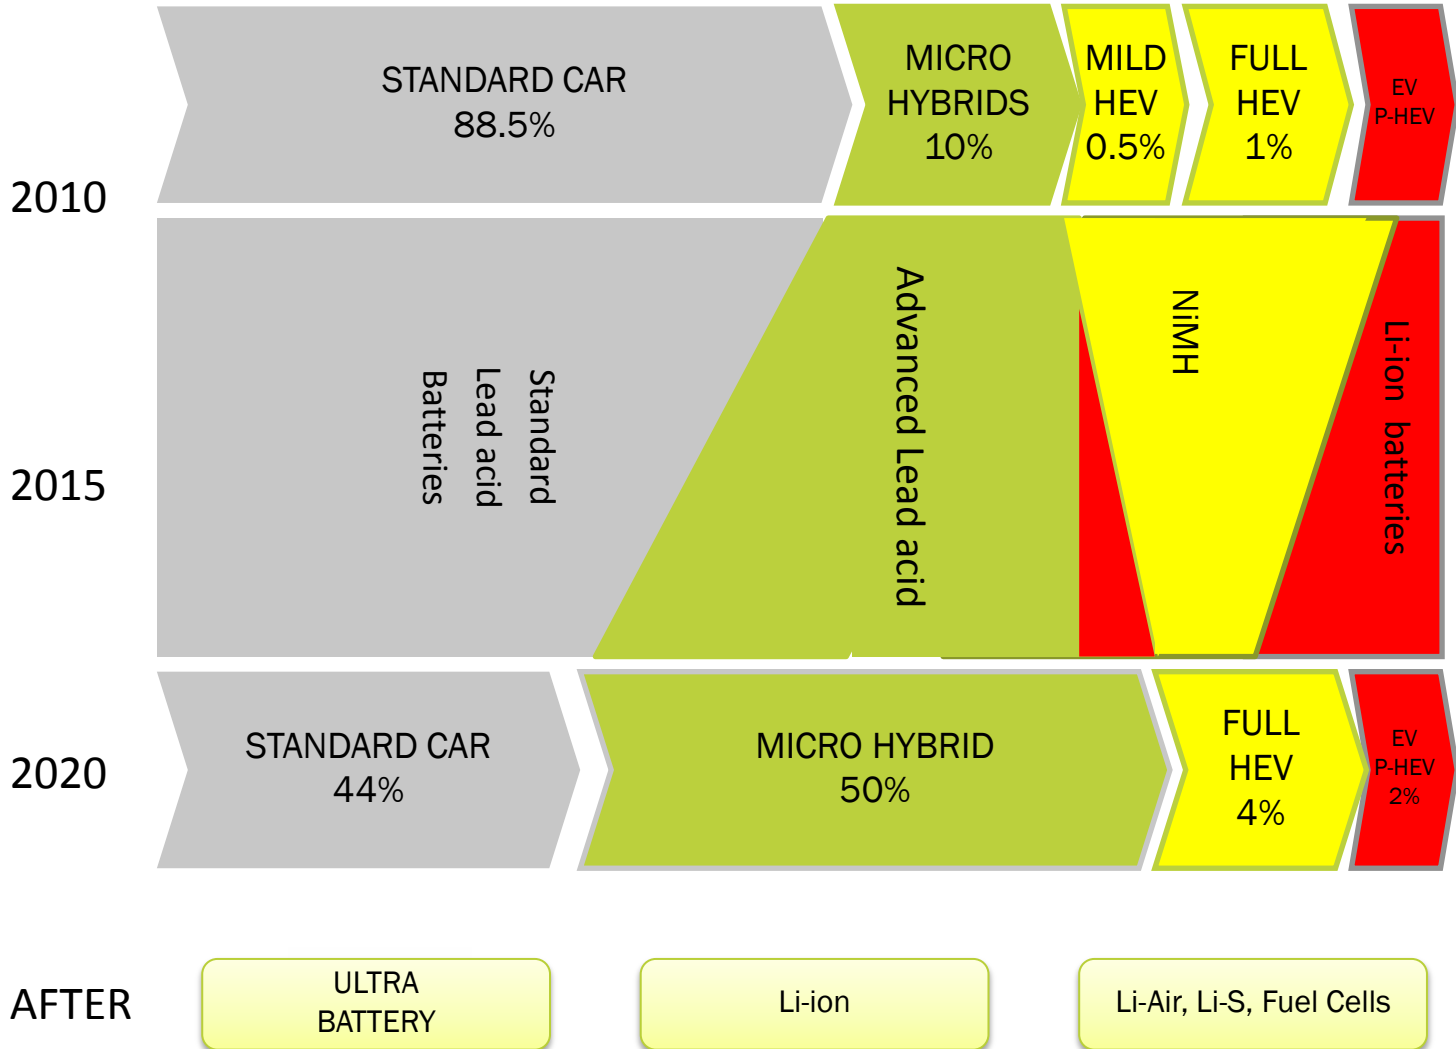 STANDARD CAR
88.5%
MICRO
HYBRIDS
10%
MILD
HEV
0.5%
FULL
HEV
1%
EV
P-HEV
2010
Standard
Lead acid
Batteries
Advanced Lead acid
NiMH
Li-ion batteries
2015
STANDARD CAR
44%
MICRO HYBRID
50%
FULL
HEV
4%
EV
P-HEV
2%
2020
AFTER
ULTRA
BATTERY
Li-ion
Li-Air, Li-S, Fuel Cells